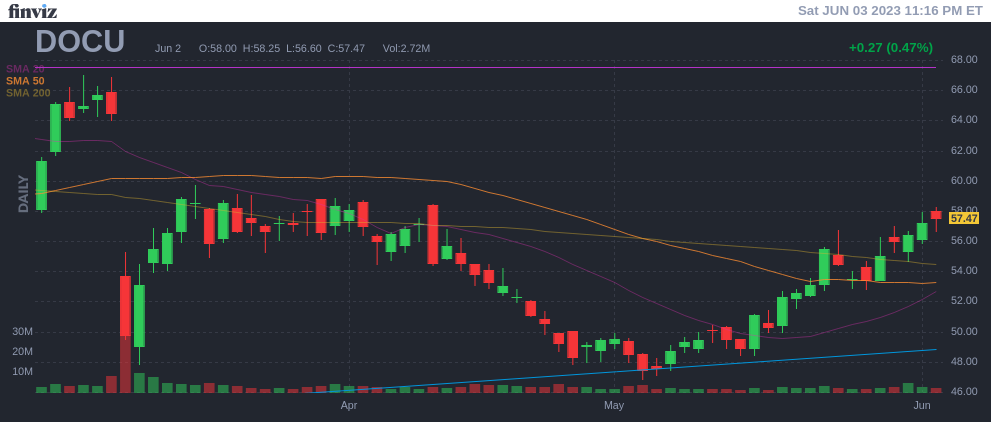 finviz Sat JUN 03 2023 11:16 PM ET
DOCU Jun 2 O:58.00 H:58.25 L:56.60 C:57.47 Vol:2.72M +0.27 (0.47%)
SMA 20
SMA 50
SMA 200
DAILY
68.00
66.00
64.00
62.00
60.00
58.00
57.47
56.00
54.00
52.00
50.00
48.00
46.00
30M
20M
10M
Apr May Jun